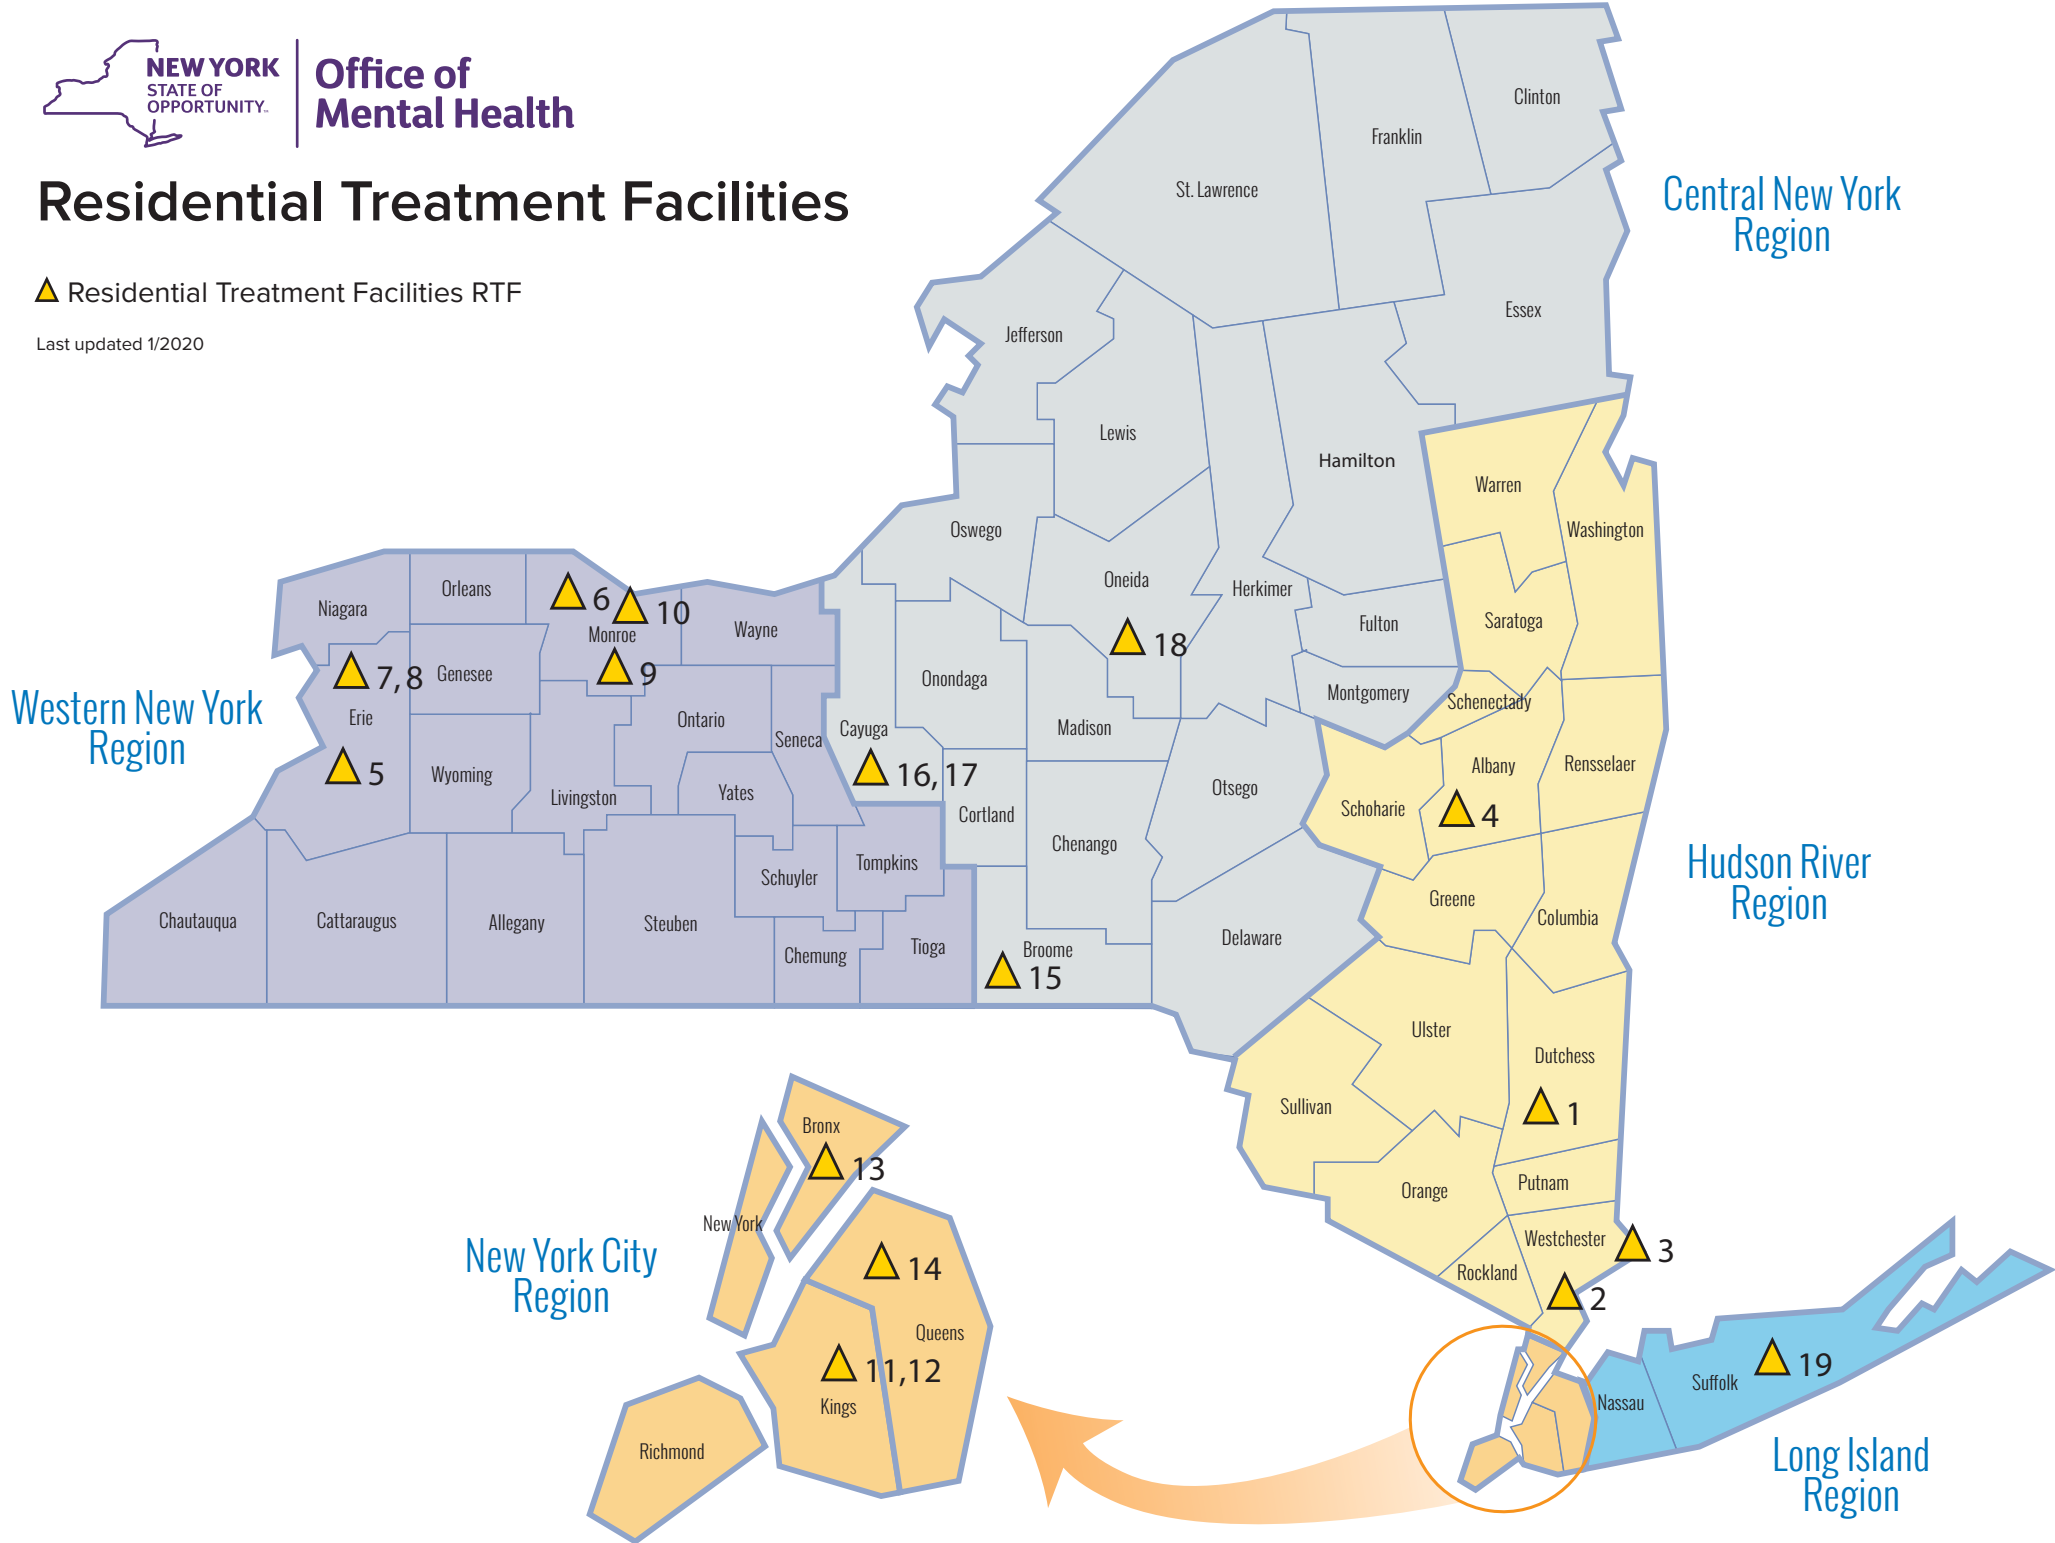 NEW YORK
STATE OF
OPPORTUNITY™
Office of
Mental Health
Residential Treatment Facilities
Residential Treatment Facilities RTF
Last updated 1/2020
Central New York
Region
Western New York
Region
Hudson River
Region
New York City
Region
Long Island
Region
Clinton
Franklin
St. Lawrence
Essex
Jefferson
Lewis
Hamilton
Warren
Washington
Oswego
Oneida
18
Herkimer
Fulton
Saratoga
Montgomery
Schenectady
Niagara
Orleans
6
10
Monroe
9
Wayne
7, 8
Erie
5
Genesee
Wyoming
Livingston
Ontario
Seneca
Yates
Cayuga
16, 17
Onondaga
Madison
Cortland
Chenango
Otsego
Schoharie
Albany
4
Rensselaer
Greene
Columbia
Chautauqua
Cattaraugus
Allegany
Steuben
Schuyler
Tompkins
Chemung
Tioga
Broome
15
Delaware
Ulster
Dutchess
1
Sullivan
Orange
Putnam
Westchester
3
Rockland
2
Bronx
13
New York
14
Queens
11,12
Kings
Richmond
Nassau
Suffolk
19